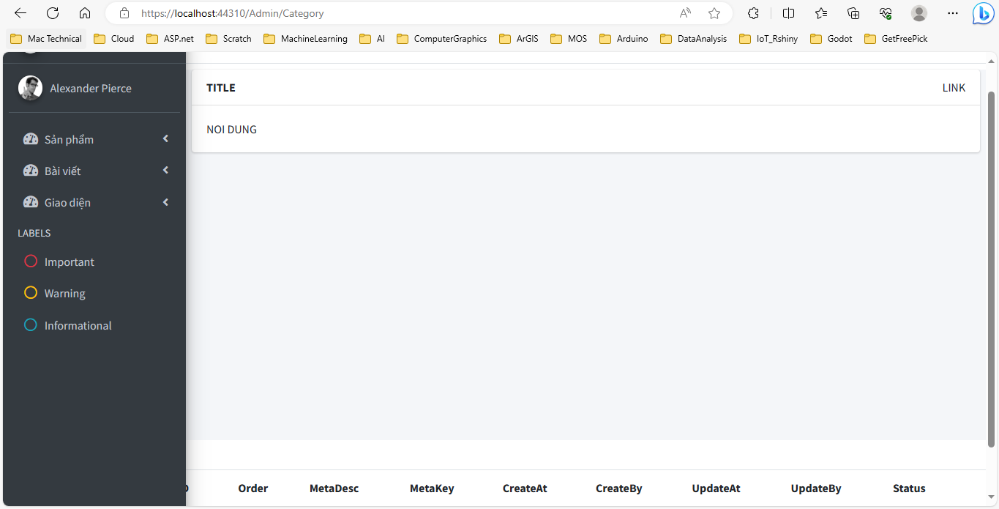 https://localhost:44310/Admin/Category
Mac Technical Cloud ASP.net Scratch MachineLearning AI ComputerGraphics ArGIS MOS Arduino DataAnalysis IoT_Rshiny Godot GetFreePick
Alexander Pierce
Sản phẩm
Bài viết
Giao diện
LABELS
Important
Warning
Informational
TITLE LINK
NOI DUNG
Order MetaDesc MetaKey CreateAt CreateBy UpdateAt UpdateBy Status